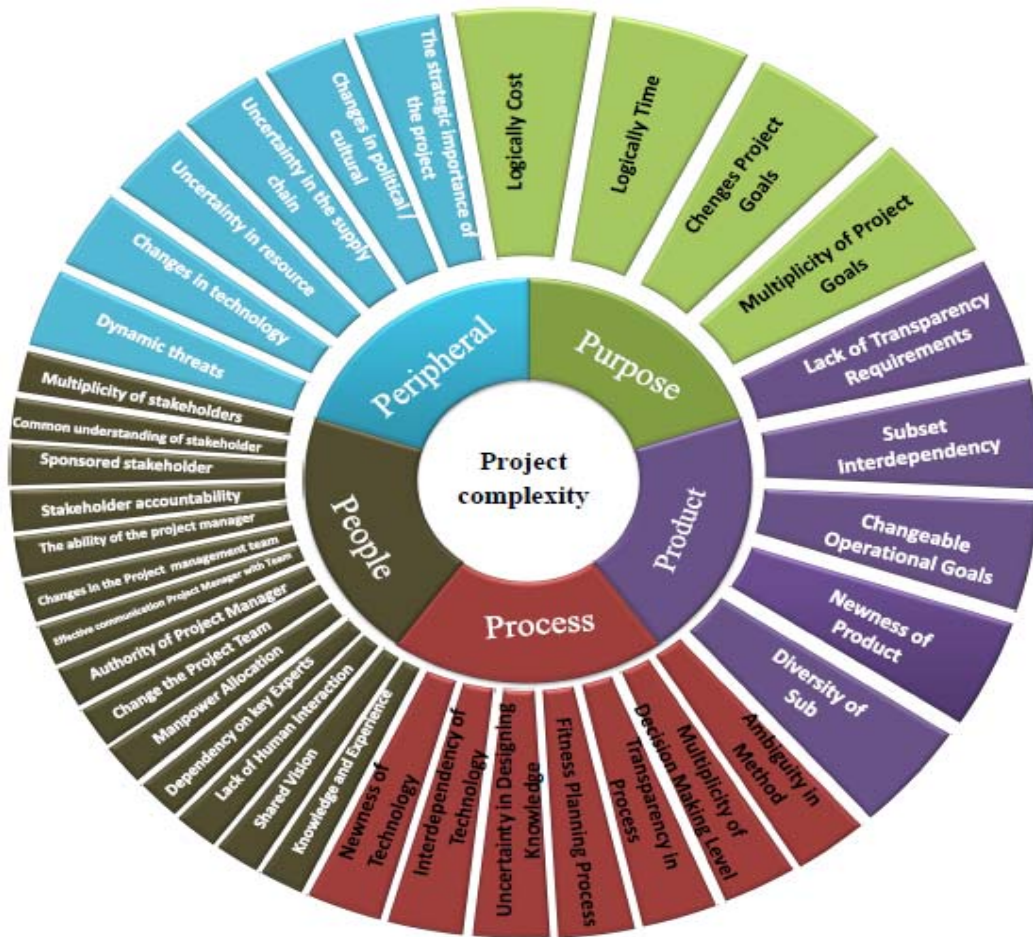 Project
complexity
Purpose
Product
Process
People
Peripheral
Logically Cost
Logically Time
Chenges Project
Goals
Multiplicity of Project
Goals
Lack of Transparency
Requirements
Subset
Interdependency
Changeable
Operational Goals
Newness of
Product
Diversity of
Sub
Ambiguity in
Method
Multiplicity of
Decision Making Level
Transparency in
Process
Fitness Planning Process
Uncertainty in Designing
Knowledge
Interdependency of
Technology
Newness of
Technology
Knowledge and Experience
Shared Vision
Lack of Human Interaction
Dependency on key Experts
Manpower Allocation
Change the Project Team
Authority of Project Manager
Effective communication Project Manager with Team
Changes in the Project management team
The ability of the project manager
Stakeholder accountability
Sponsored stakeholder
Common understanding of stakeholder
Multiplicity of stakeholders
Dynamic threats
Changes in technology
Uncertainty in resource
Uncertainty in the supply
chain
Changes in political /
cultural
The strategic importance of
the project